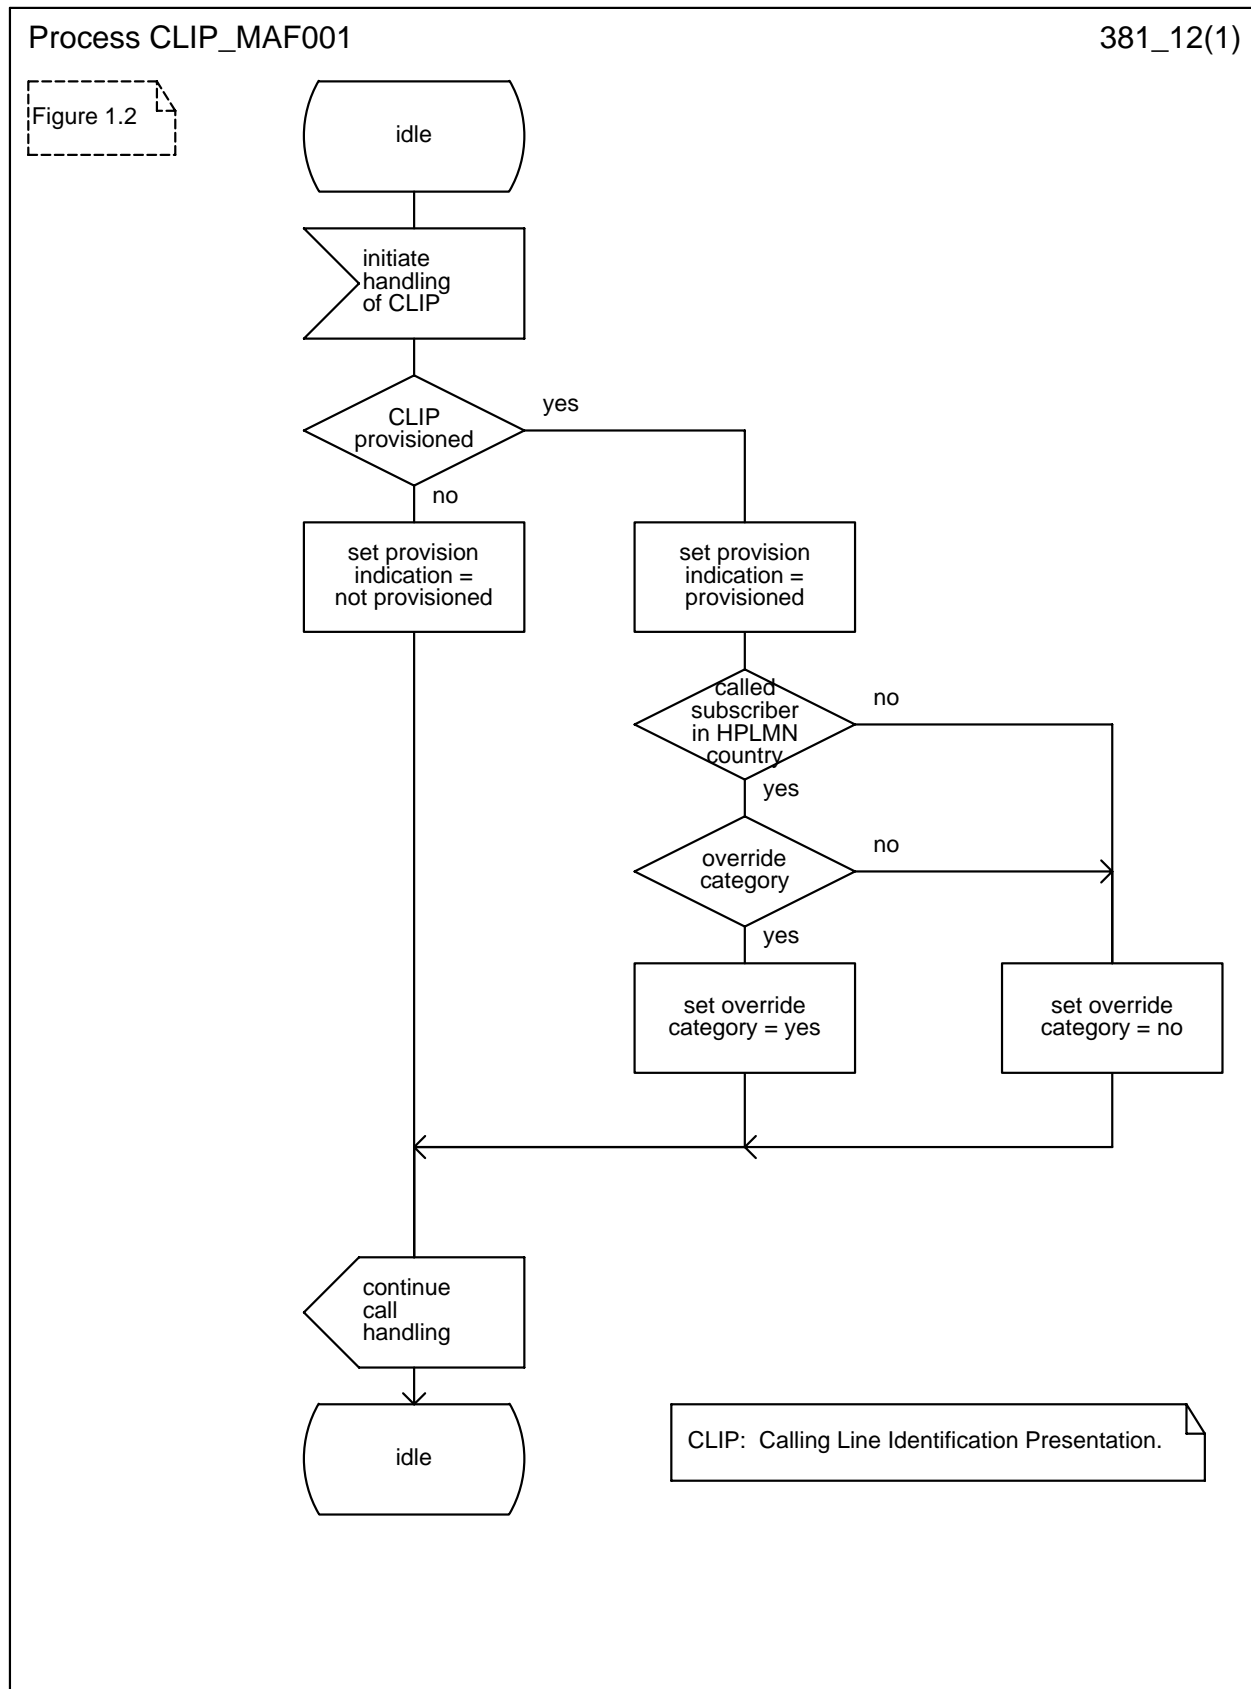 Process CLIP_MAF001
381_12(1)
Figure 1.2
idle
initiate
handling
of CLIP
CLIP
provisioned
yes
no
set provision
indication =
not provisioned
set provision
indication =
provisioned
called
subscriber
in HPLMN
country
no
yes
override
category
no
yes
set override
category = yes
set override
category = no
continue
call
handling
idle
CLIP:  Calling Line Identification Presentation.